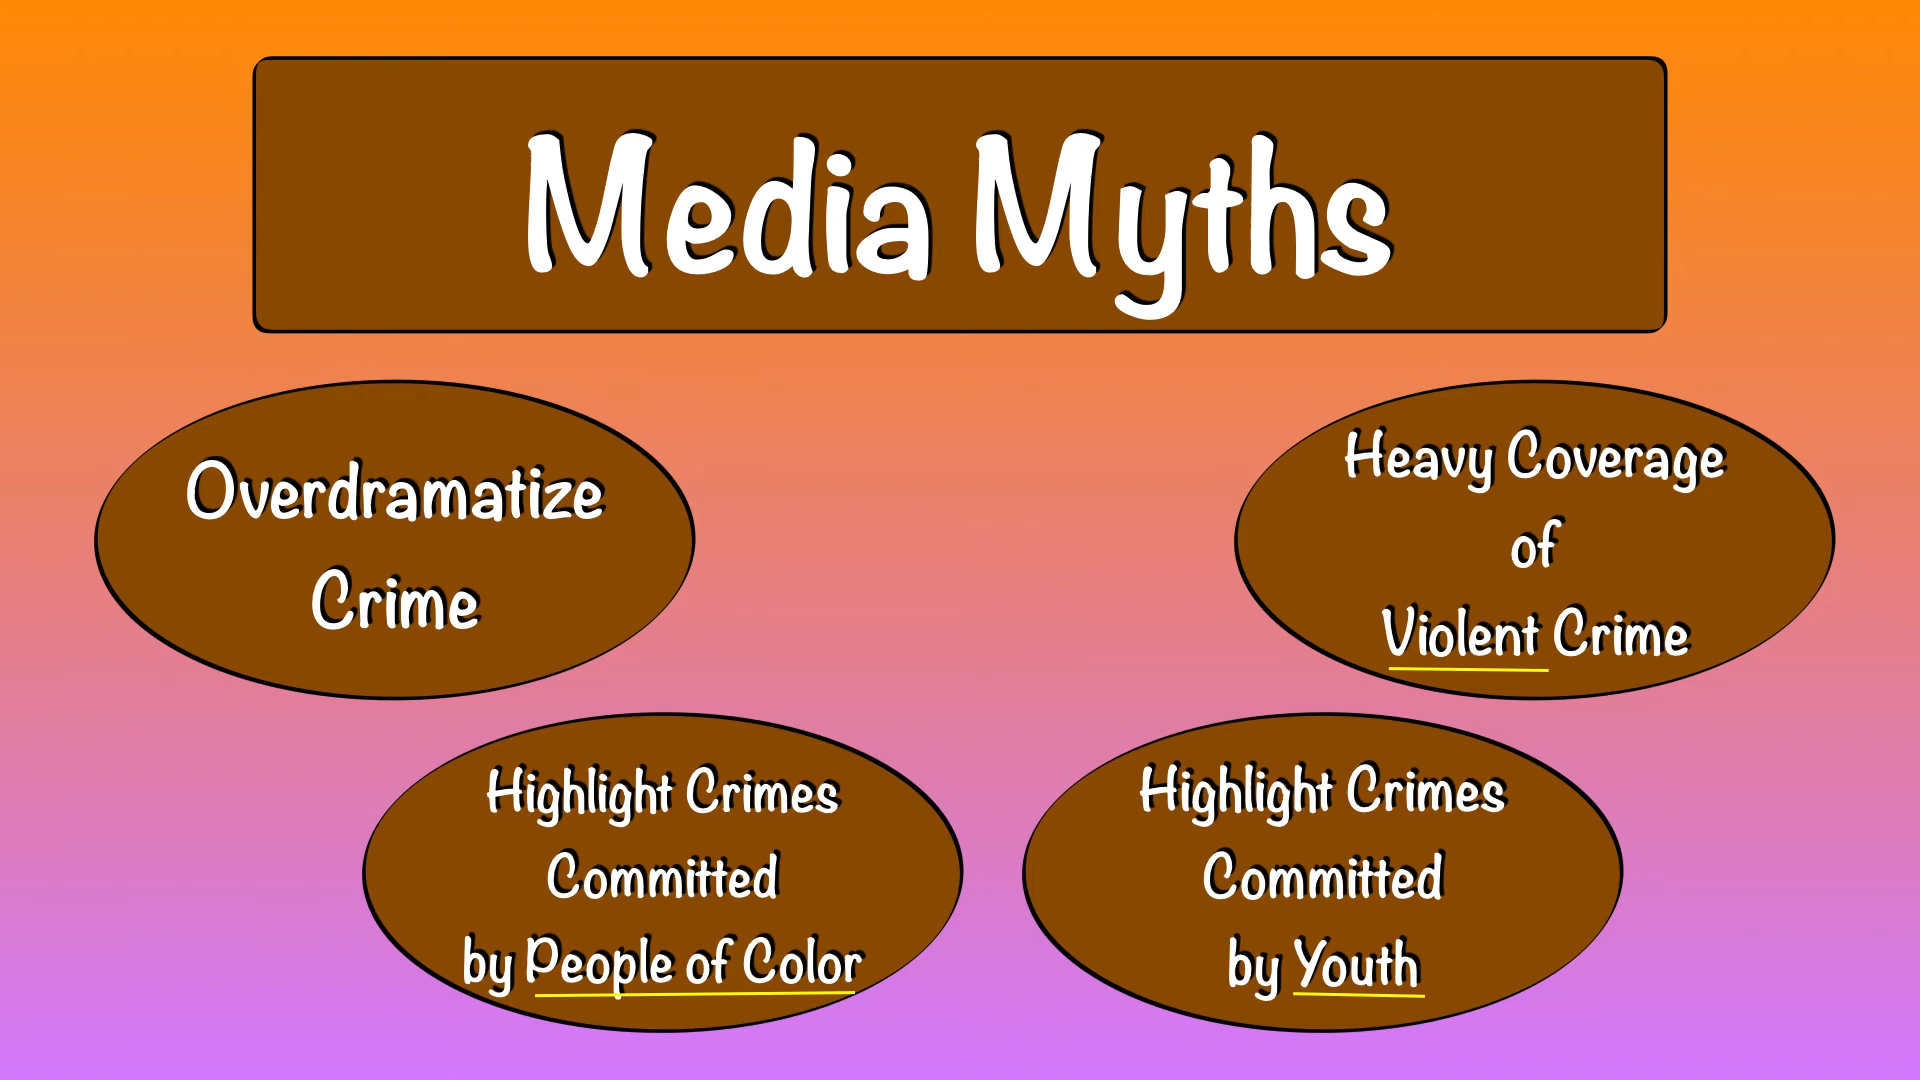 Media Myths
Overdramatize
Crime
Heavy Coverage
of
Violent Crime
Highlight Crimes
Committed
by People of Color
Highlight Crimes
Committed
by Youth